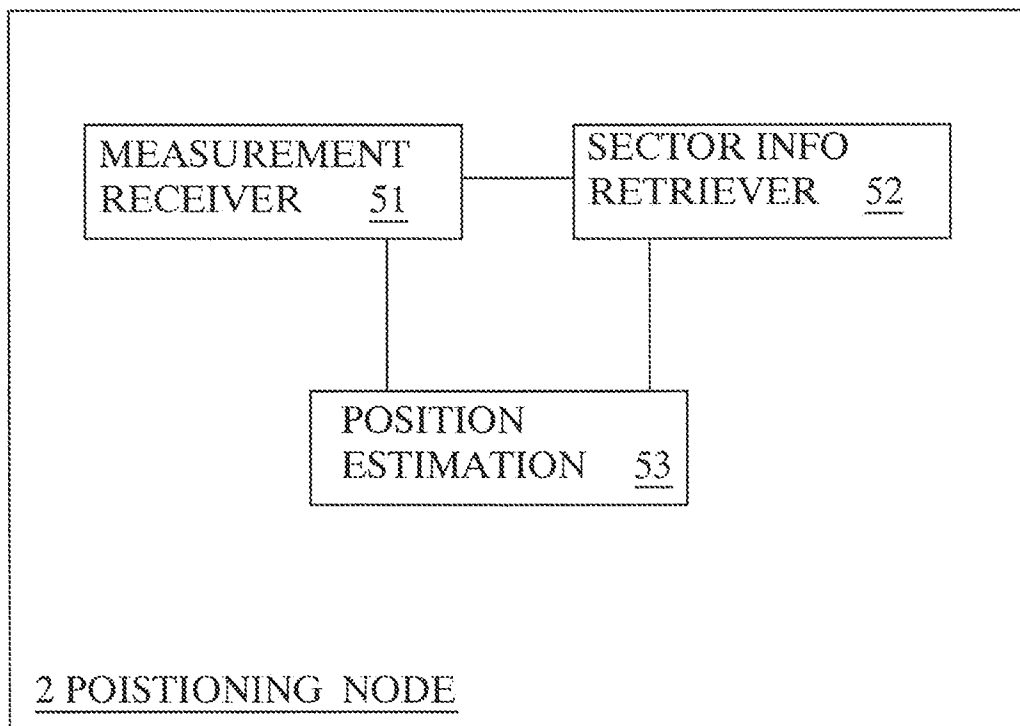 MEASUREMENT
RECEIVER 51
SECTOR INFO
RETRIEVER 52
POSITION
ESTIMATION 53
2 POISTIONING NODE